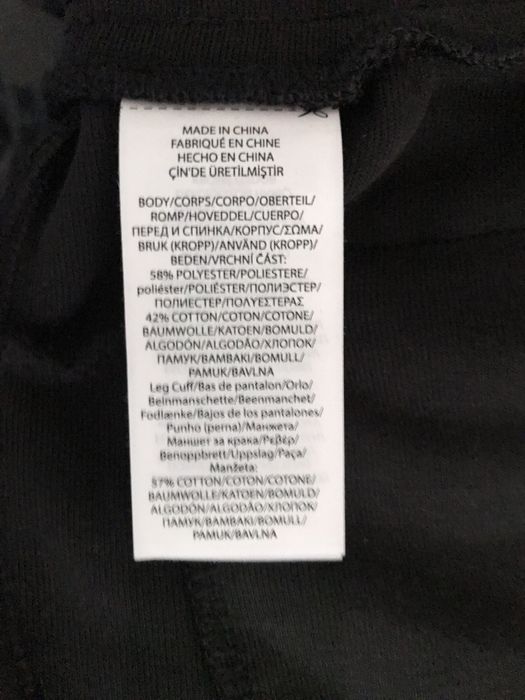 MADE IN CHINA
FABRIQUÉ EN CHINE
HECHO EN CHINA
ÇİN'DE ÜRETİLMİŞTİR
BODY/CORPS/CORPO/OBERTEIL/
ROMP/HOVEDDEL/CUERPO/
ПЕРЕД И СПИНКА/КОРПУС/ΣΩΜΑ/
BRUK (KROPP)/ANVÄND (KROPP)/
BEDEN/VRCHNÍ ČÁST:
58% POLYESTER/POLIESTERE/
poliéster/POLIÉSTER/ПОЛИЭСТЕР/
ПОЛИЕСТЕР/ΠΟΛΥΕΣΤΕΡΑΣ
42% COTTON/COTON/COTONE/
BAUMWOLLE/KATOEN/BOMULD/
ALGODÓN/ALGODÃO/ХЛОПОК/
ПАМУК/ΒΑΜΒΑΚΙ/BOMULL/
PAMUK/BAVLNA
Leg Cuff/Bas de pantalon/Orlo/
Beinmanschette/Beenmanchet/
Fodlænke/Bajos de los pantalones/
Punho (perna)/Манжета/
Маншет за крака/Ρεβέρ/
Benoppbrett/Uppslag/Paça/
Manžeta:
57% COTTON/COTON/COTONE/
BAUMWOLLE/KATOEN/BOMULD/
ALGODÓN/ALGODÃO/ХЛОПОК/
ПАМУК/ΒΑΜΒΑΚΙ/BOMULL/
PAMUK/BAVLNA